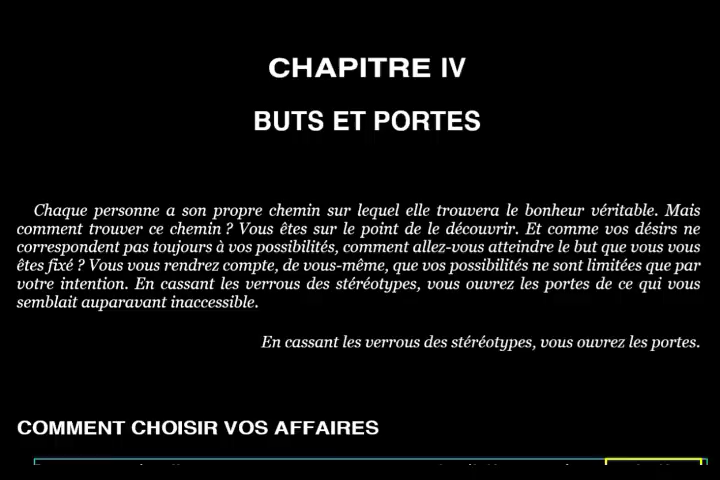 CHAPITRE IV
BUTS ET PORTES
Chaque personne a son propre chemin sur lequel elle trouvera le bonheur véritable. Mais
comment trouver ce chemin ? Vous êtes sur le point de le découvrir. Et comme vos désirs ne
correspondent pas toujours à vos possibilités, comment allez-vous atteindre le but que vous vous
êtes fixé ? Vous vous rendrez compte, de vous-même, que vos possibilités ne sont limitées que par
votre intention. En cassant les verrous des stéréotypes, vous ouvrez les portes de ce qui vous
semblait auparavant inaccessible.
En cassant les verrous des stéréotypes, vous ouvrez les portes.
COMMENT CHOISIR VOS AFFAIRES